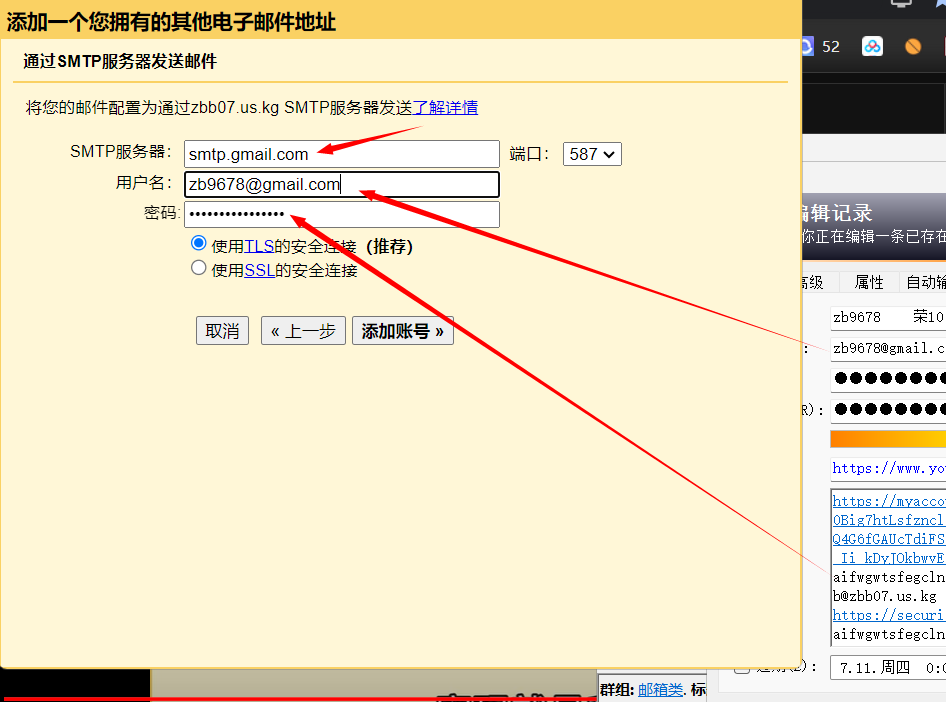 添加一个您拥有的其他电子邮件地址
通过SMTP服务器发送邮件
将您的邮件配置为通过zbb07.us.kg SMTP服务器发送了解详情
SMTP服务器: smtp.gmail.com 端口: 587
用户名: zb9678@gmail.com
密码: ••••••••••••••••
使用TLS的安全连接 (推荐)
使用SSL的安全连接
取消 « 上一步 添加账号 »
52
编辑记录
你正在编辑一条已存在
高级 属性 自动输
zb9678 荣10
: zb9678@gmail.c
●●●●●●●●
R): ●●●●●●●●
https://www.yo
https://myaccou
0Big7htLsfzncl
Q4G6fGAUcTdiFS
_Ii_kDyJOkbwvE
aifwgwtsfegcln
b@zbb07.us.kg
https://securi
aifwgwtsfegcln
7.11.周四 0:0
群组: 邮箱类, 标